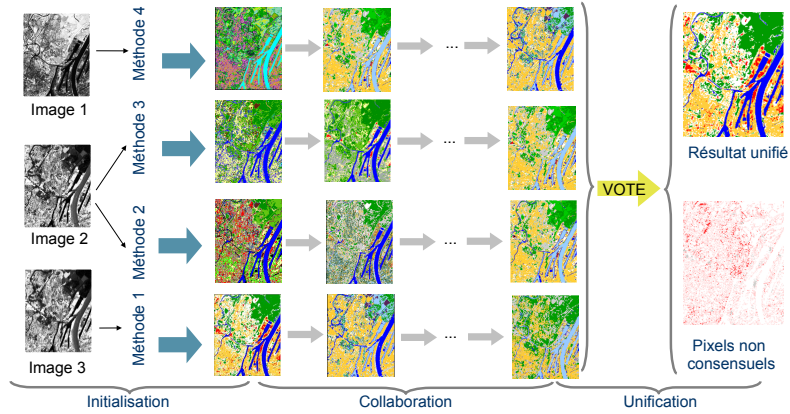 Méthode 4
Image 1
...
Méthode 3
...
Résultat unifié
VOTE
Image 2
Méthode 2
...
Méthode 1
...
Image 3
Pixels non
consensuels
Initialisation
Collaboration
Unification